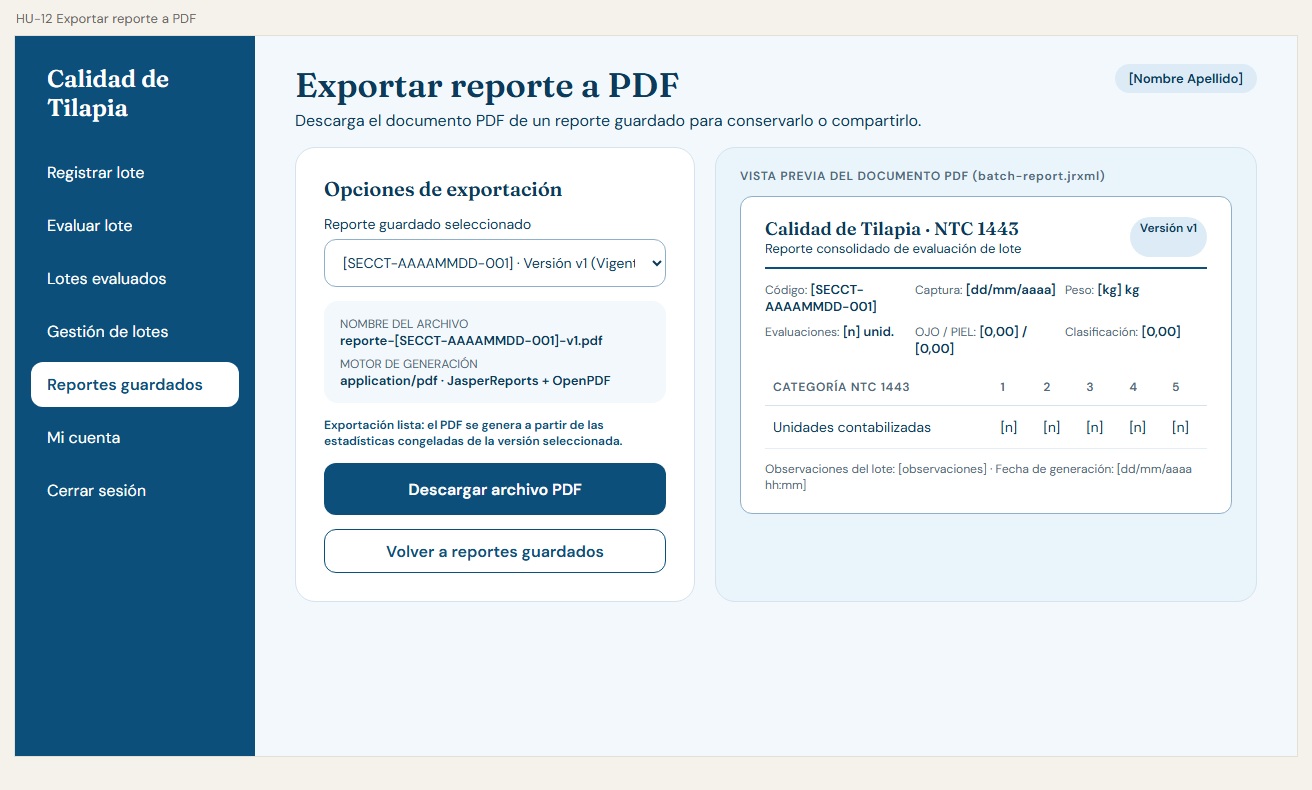 HU-12 Exportar reporte a PDF
Calidad de
Tilapia
Registrar lote
Evaluar lote
Lotes evaluados
Gestión de lotes
Reportes guardados
Mi cuenta
Cerrar sesión
Exportar reporte a PDF
[Nombre Apellido]
Descarga el documento PDF de un reporte guardado para conservarlo o compartirlo.
Opciones de exportación
Reporte guardado seleccionado
[SECCT-AAAAMMDD-001] · Versión v1 (Vigent
NOMBRE DEL ARCHIVO
reporte-[SECCT-AAAAMMDD-001]-v1.pdf
MOTOR DE GENERACIÓN
application/pdf · JasperReports + OpenPDF
Exportación lista: el PDF se genera a partir de las
estadísticas congeladas de la versión seleccionada.
Descargar archivo PDF
Volver a reportes guardados
VISTA PREVIA DEL DOCUMENTO PDF (batch-report.jrxml)
Calidad de Tilapia · NTC 1443
Versión v1
Reporte consolidado de evaluación de lote
Código: [SECCT-
AAAAMMDD-001]
Captura: [dd/mm/aaaa]
Peso: [kg] kg
Evaluaciones: [n] unid.
OJO / PIEL: [0,00] /
[0,00]
Clasificación: [0,00]
CATEGORÍA NTC 1443 1 2 3 4 5
Unidades contabilizadas [n] [n] [n] [n] [n]
Observaciones del lote: [observaciones] · Fecha de generación: [dd/mm/aaaa
hh:mm]